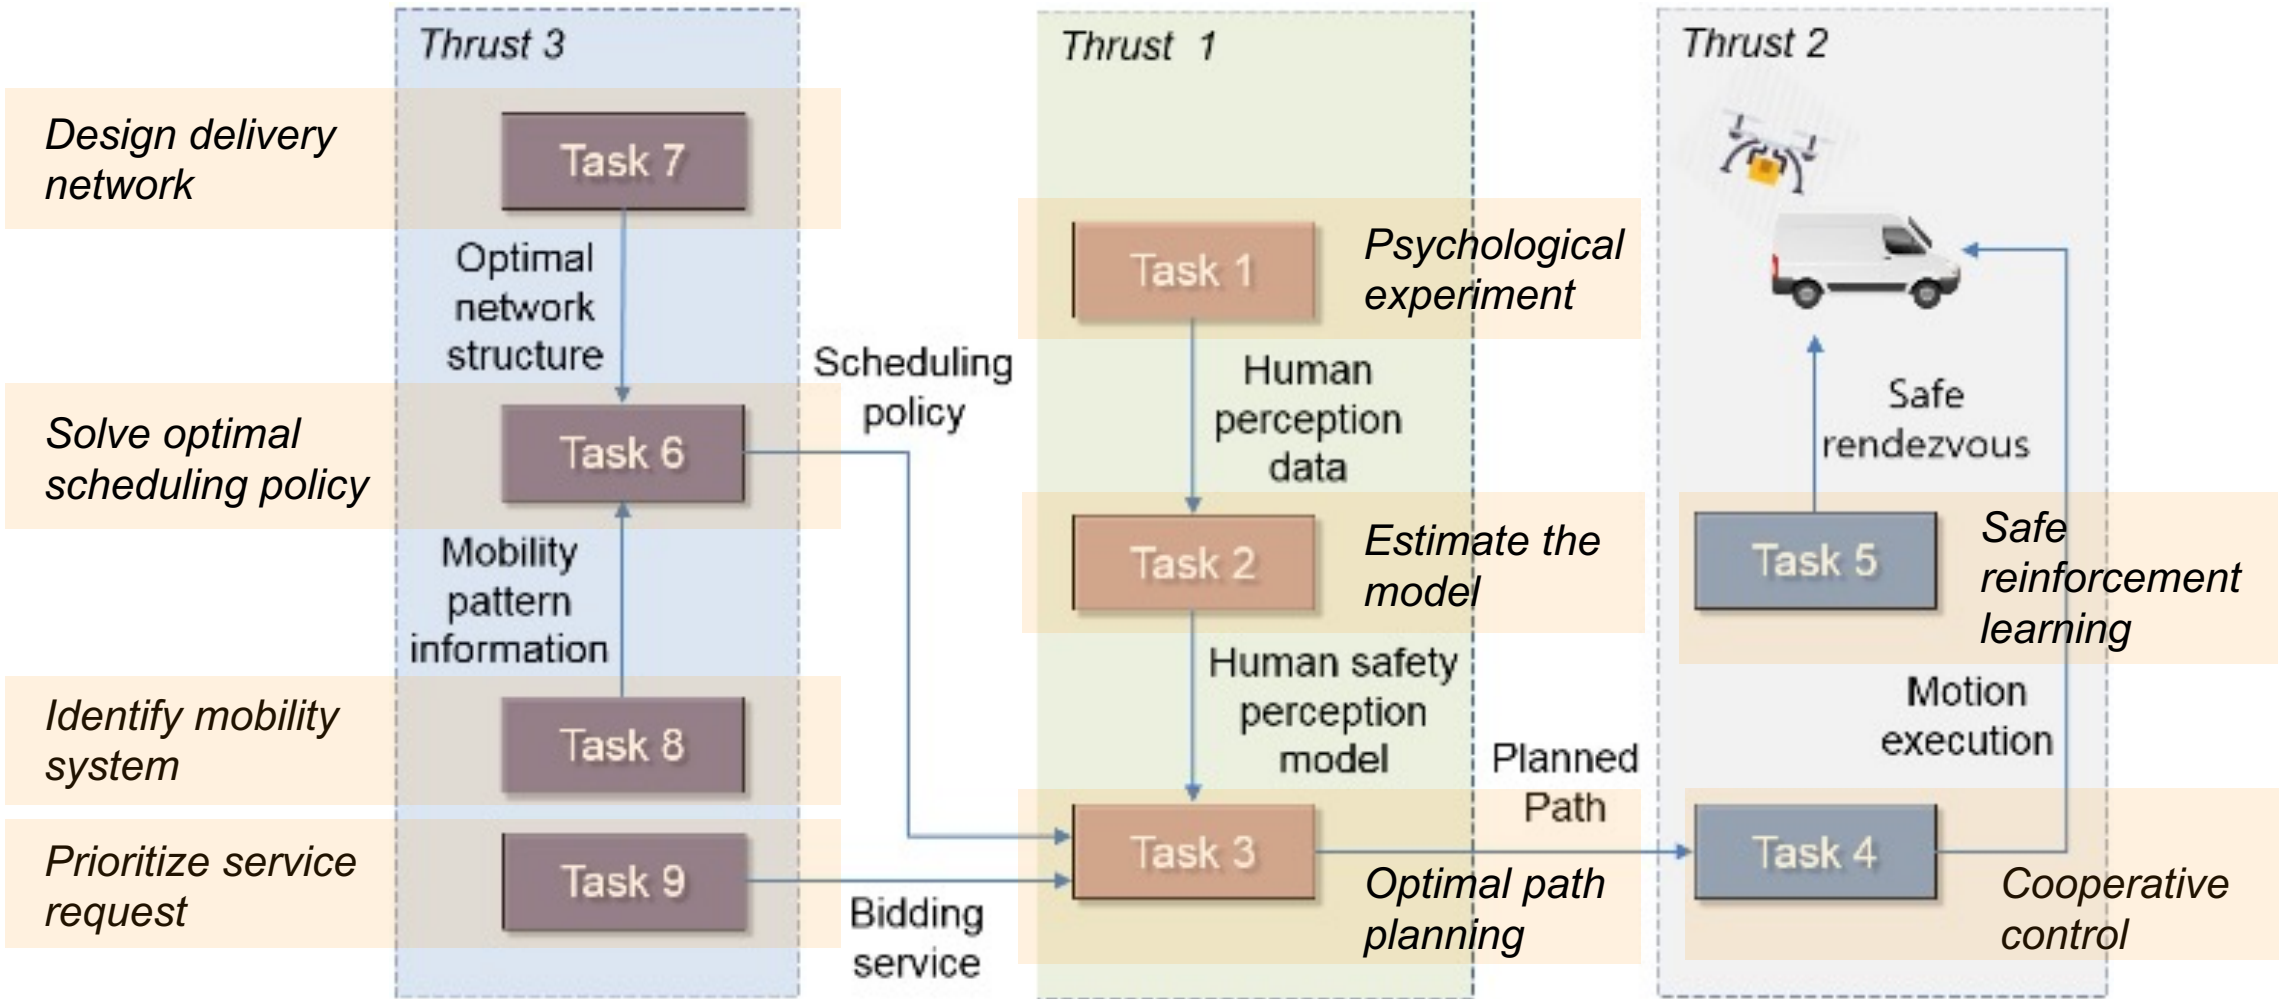 Thrust 3
Design delivery
network
Task 7
Optimal
network
structure
Solve optimal
scheduling policy
Task 6
Scheduling
policy
Mobility
pattern
information
Identify mobility
system
Task 8
Prioritize service
request
Task 9
Bidding
service
Thrust 1
Task 1
Psychological
experiment
Human
perception
data
Task 2
Estimate the
model
Human safety
perception
model
Task 3
Optimal path
planning
Planned
Path
Thrust 2
Safe
rendezvous
Task 5
Safe
reinforcement
learning
Motion
execution
Task 4
Cooperative
control